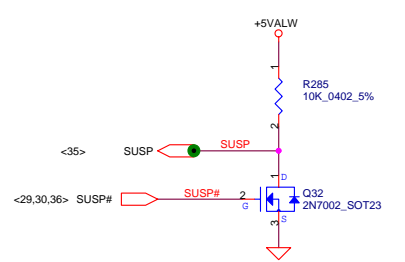 +5VALW
1
R285
10K_0402_5%
2
<35> SUSP SUSP
1
D
Q32
2N7002_SOT23
<29,30,36> SUSP# SUSP# 2
G
S
3